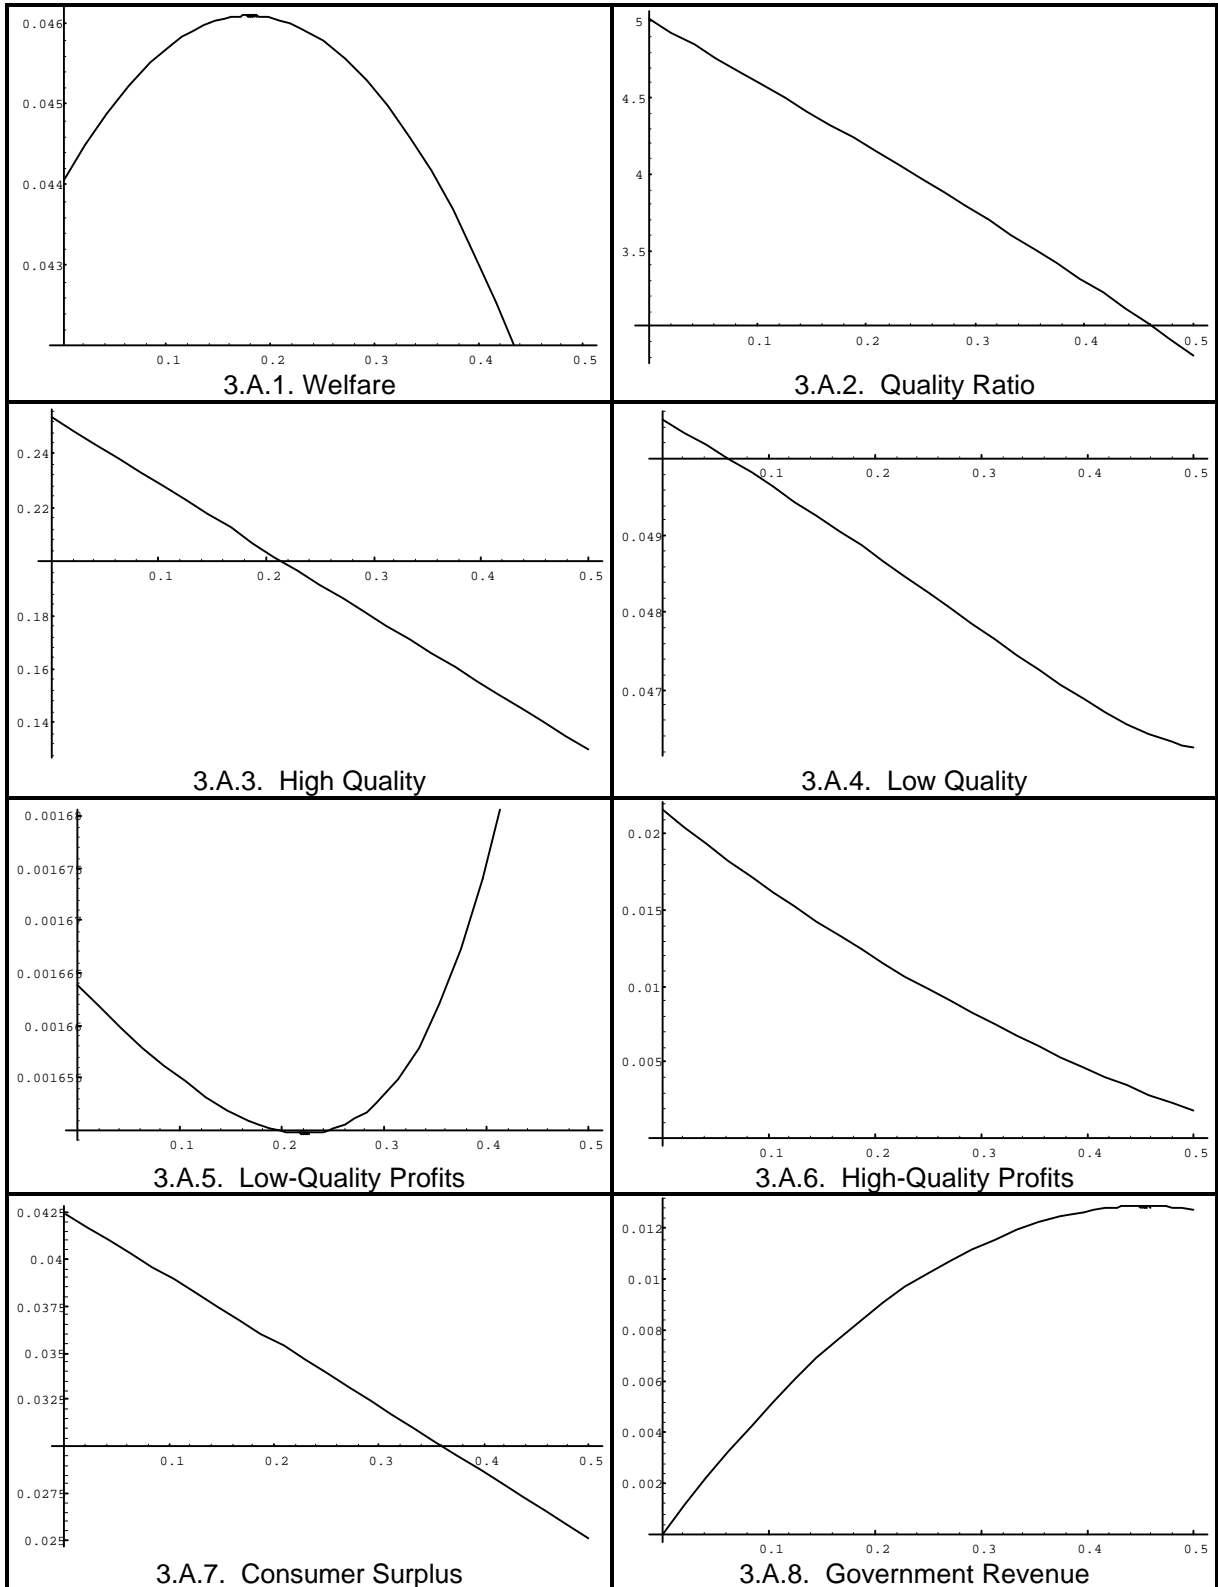 0.046
0.045
0.044
0.043
0.1 0.2 0.3 0.4 0.5
3.A.1. Welfare
5
4.5
4
3.5
0.1 0.2 0.3 0.4 0.5
3.A.2. Quality Ratio
0.24
0.22
0.1 0.2 0.3 0.4 0.5
0.18
0.16
0.14
3.A.3. High Quality
0.1 0.2 0.3 0.4 0.5
0.049
0.048
0.047
3.A.4. Low Quality
0.00168
0.001675
0.00167
0.001665
0.00166
0.001655
0.1 0.2 0.3 0.4 0.5
3.A.5. Low-Quality Profits
0.02
0.015
0.01
0.005
0.1 0.2 0.3 0.4 0.5
3.A.6. High-Quality Profits
0.0425
0.04
0.0375
0.035
0.0325
0.1 0.2 0.3 0.4 0.5
0.0275
0.025
3.A.7. Consumer Surplus
0.012
0.01
0.008
0.006
0.004
0.002
0.1 0.2 0.3 0.4 0.5
3.A.8. Government Revenue